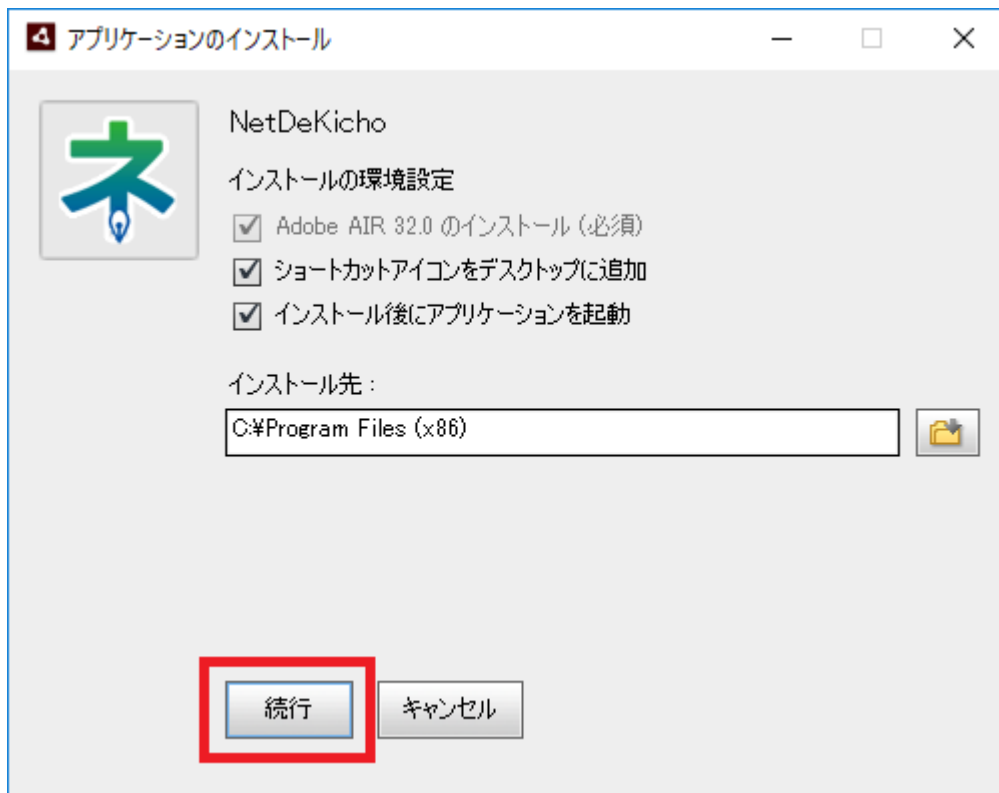 アプリケーションのインストール
ネ
NetDeKicho
インストールの環境設定
Adobe AIR 32.0 のインストール (必須)
ショートカットアイコンをデスクトップに追加
インストール後にアプリケーションを起動
インストール先 :
C:¥Program Files (x86)
続行
キャンセル